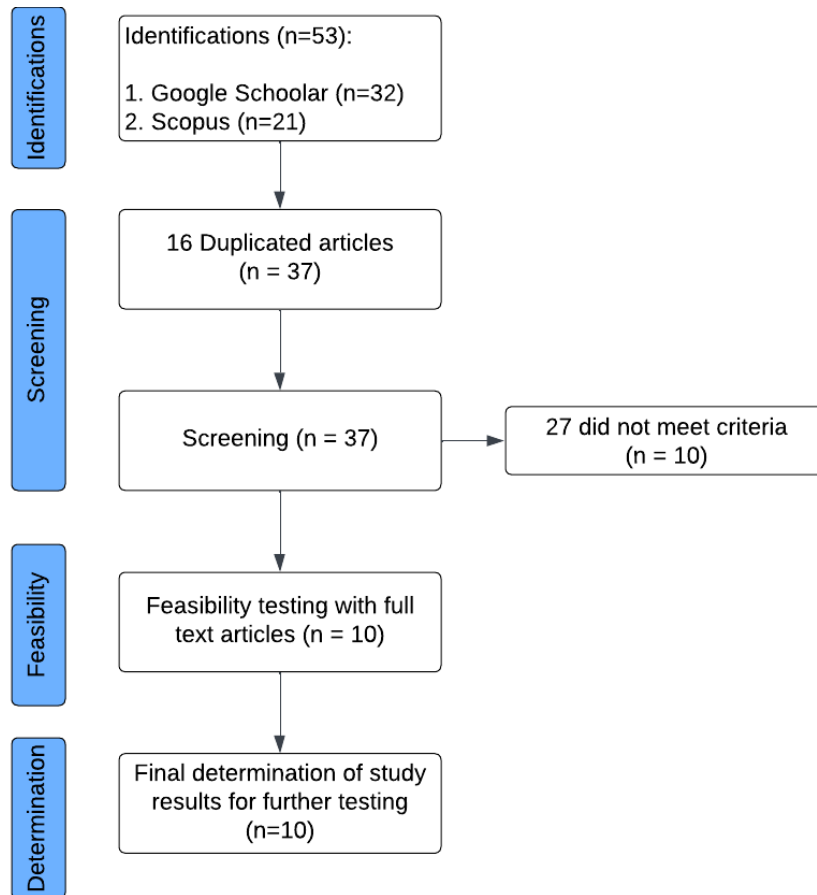 Identifications
Identifications (n=53):
1. Google Schoolar (n=32)
2. Scopus (n=21)
Screening
16 Duplicated articles
(n = 37)
Screening (n = 37)
27 did not meet criteria
(n = 10)
Feasibility
Feasibility testing with full
text articles (n = 10)
Determination
Final determination of study
results for further testing
(n=10)